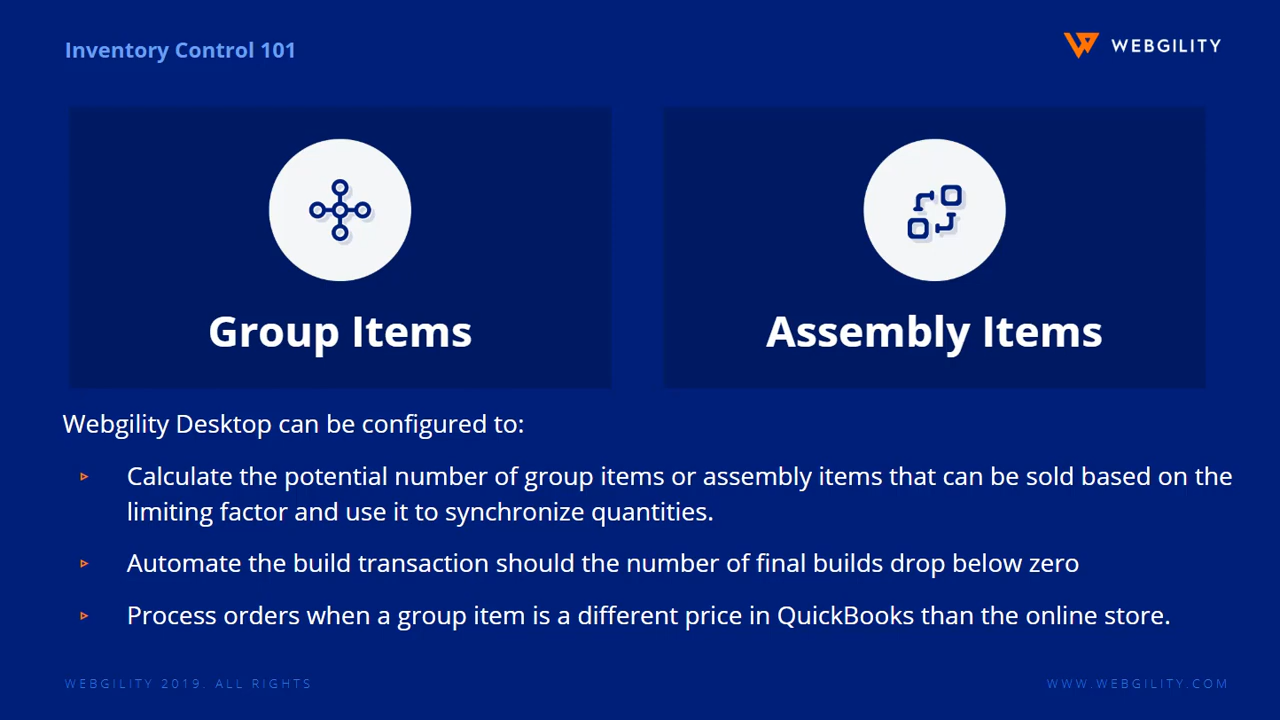 Inventory Control 101
WEBGILITY
Group Items
Assembly Items
Webgility Desktop can be configured to:
Calculate the potential number of group items or assembly items that can be sold based on the
limiting factor and use it to synchronize quantities.
Automate the build transaction should the number of final builds drop below zero
Process orders when a group item is a different price in QuickBooks than the online store.
WEBGILITY 2019. ALL RIGHTS
WWW.WEBGILITY.COM